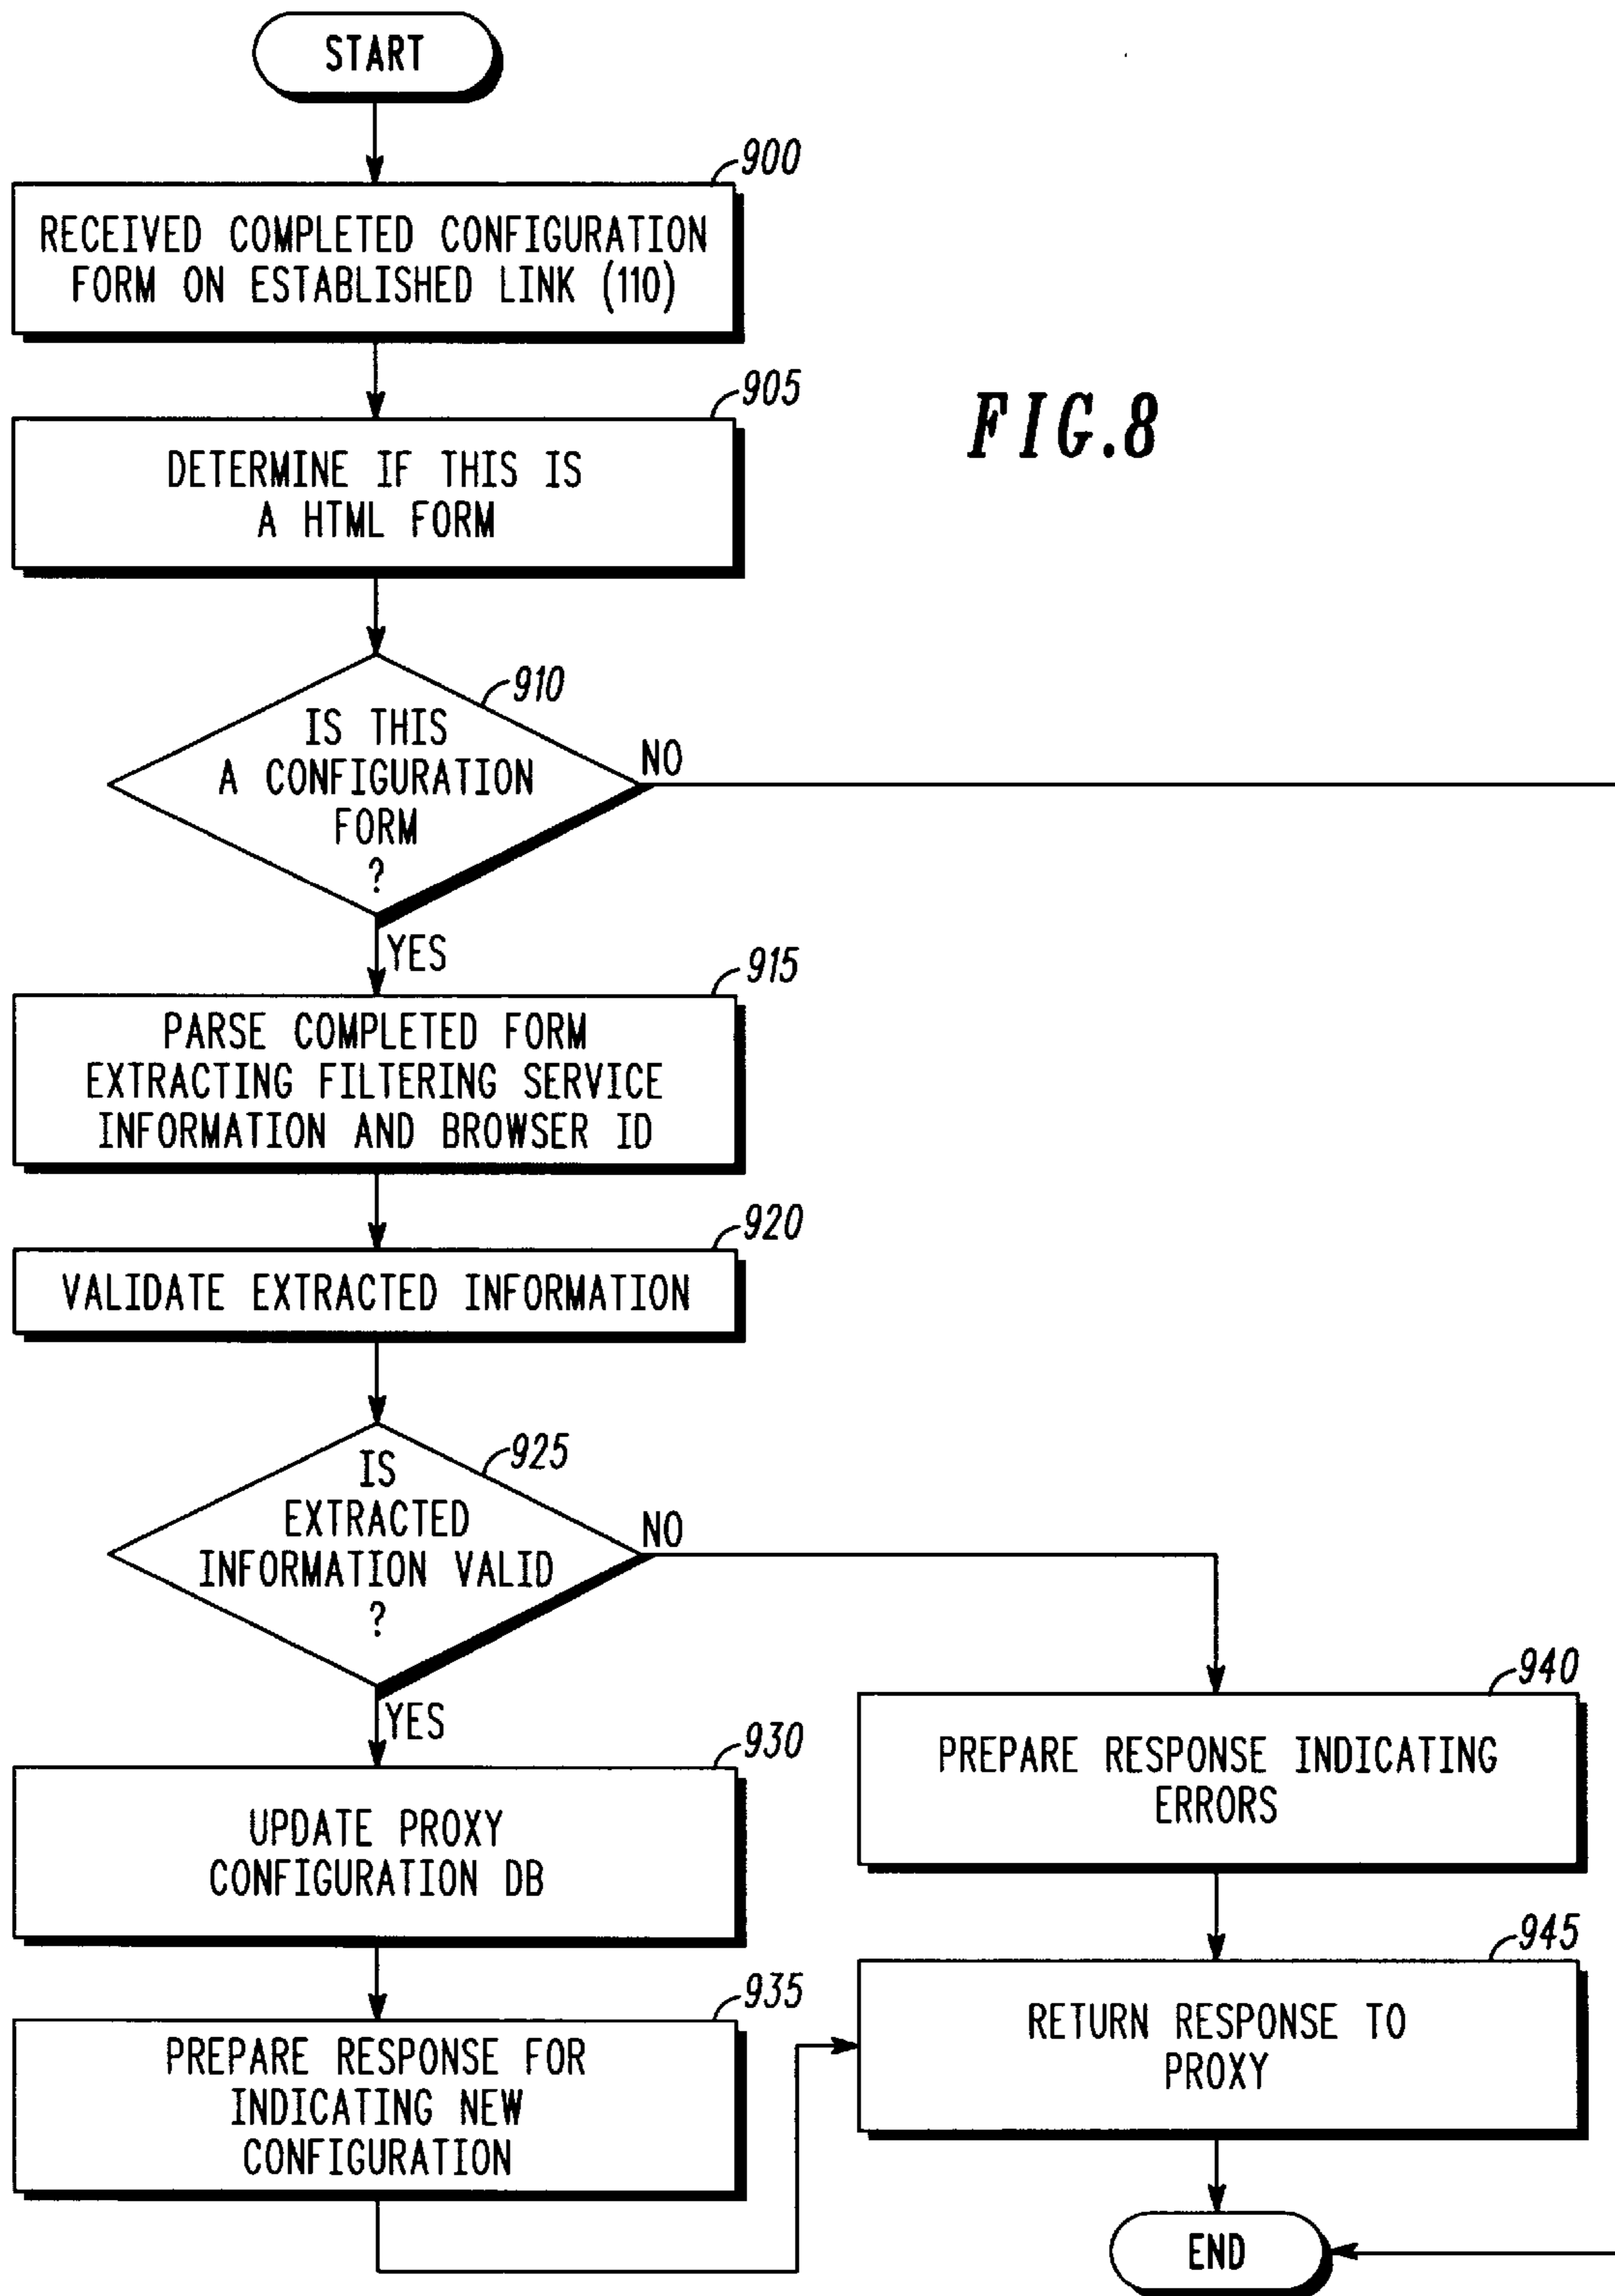 START
900
RECEIVED COMPLETED CONFIGURATION
FORM ON ESTABLISHED LINK (110)
905
DETERMINE IF THIS IS
A HTML FORM
FIG.8
910
IS THIS
A CONFIGURATION
FORM
?
NO
YES
915
PARSE COMPLETED FORM
EXTRACTING FILTERING SERVICE
INFORMATION AND BROWSER ID
920
VALIDATE EXTRACTED INFORMATION
925
IS
EXTRACTED
INFORMATION VALID
?
NO
YES
930
UPDATE PROXY
CONFIGURATION DB
935
PREPARE RESPONSE FOR
INDICATING NEW
CONFIGURATION
940
PREPARE RESPONSE INDICATING
ERRORS
945
RETURN RESPONSE TO
PROXY
END